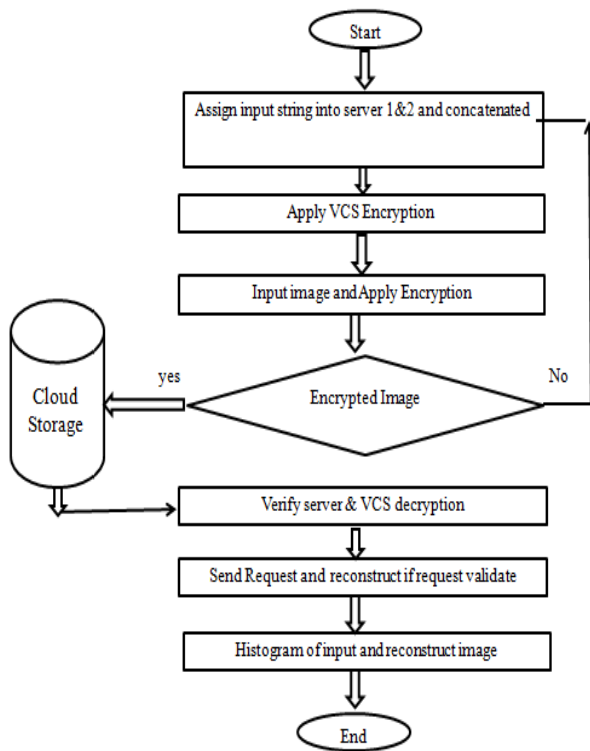 Start
Assign input string into server 1&2 and concatenated
Apply VCS Encryption
Input image and Apply Encryption
yes
No
Encrypted Image
Cloud
Storage
Verify server & VCS decryption
Send Request and reconstruct if request validate
Histogram of input and reconstruct image
End